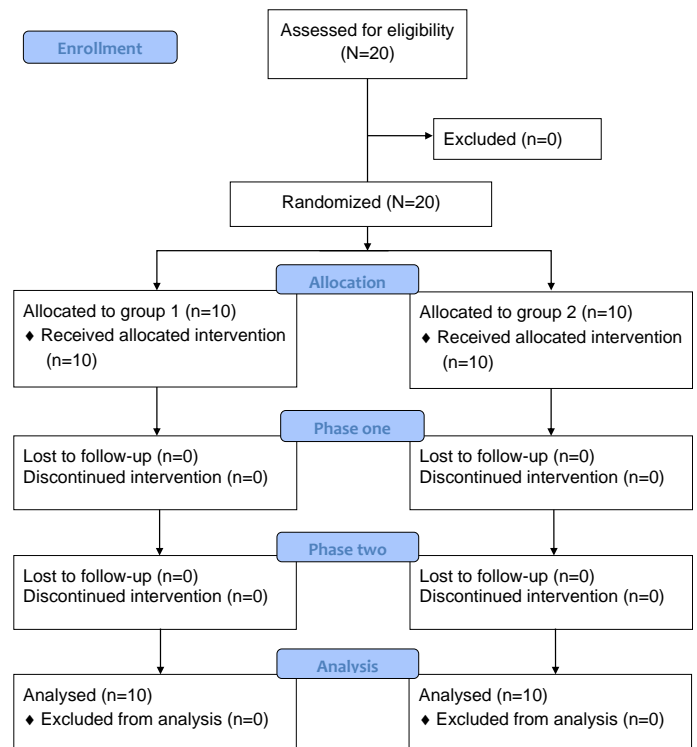 Enrollment
Assessed for eligibility
(N=20)
Excluded (n=0)
Randomized (N=20)
Allocation
Allocated to group 1 (n=10)
♦ Received allocated intervention
(n=10)
Allocated to group 2 (n=10)
♦ Received allocated intervention
(n=10)
Phase one
Lost to follow-up (n=0)
Discontinued intervention (n=0)
Lost to follow-up (n=0)
Discontinued intervention (n=0)
Phase two
Lost to follow-up (n=0)
Discontinued intervention (n=0)
Lost to follow-up (n=0)
Discontinued intervention (n=0)
Analysis
Analysed (n=10)
♦ Excluded from analysis (n=0)
Analysed (n=10)
♦ Excluded from analysis (n=0)